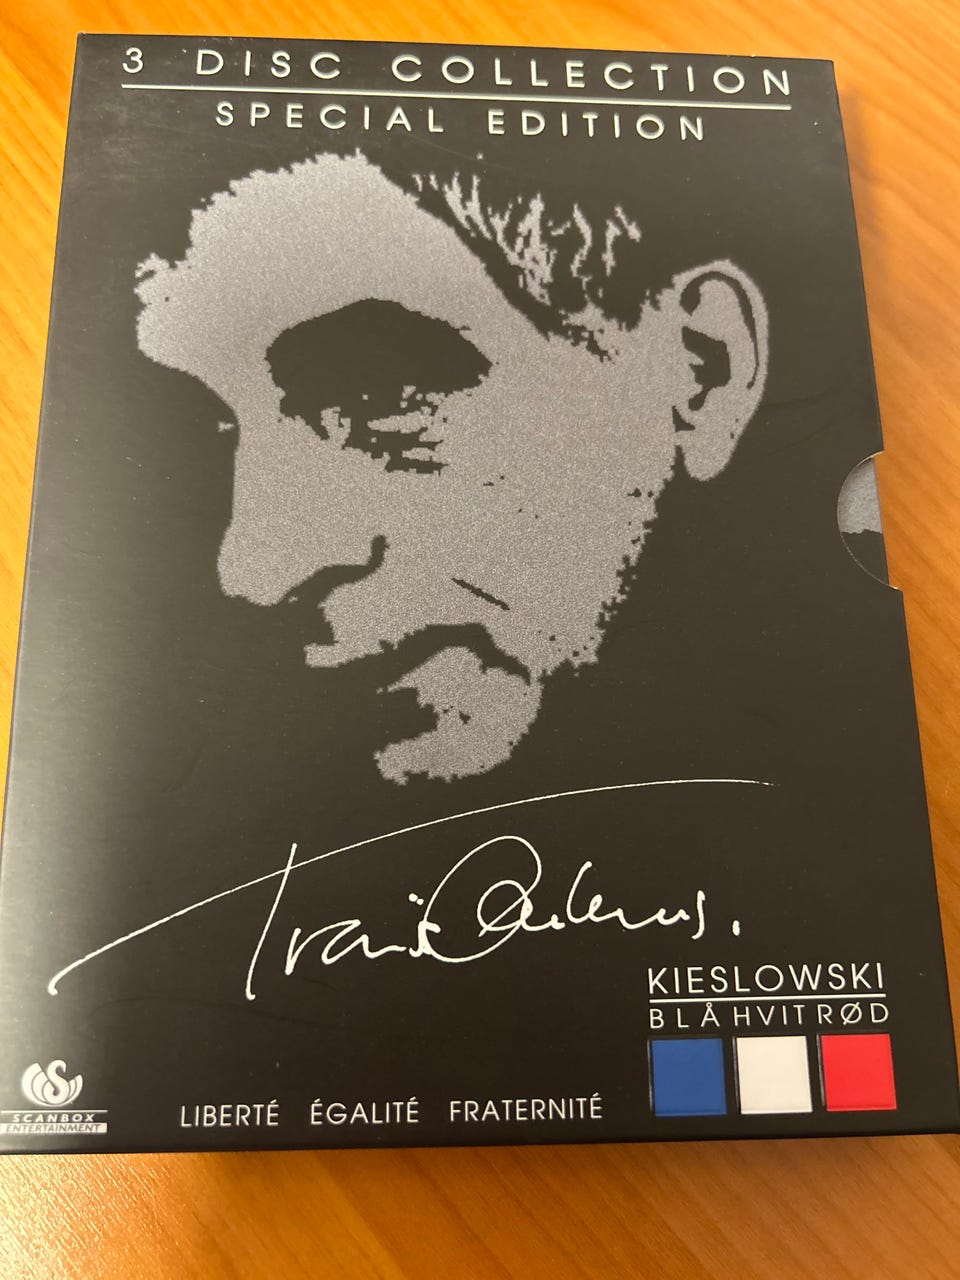 3 DISC COLLECTION
SPECIAL EDITION
KIESLOWSKI
BLÅ HVIT RØD
LIBERTÉ ÉGALITÉ FRATERNITÉ
S
SCANBOX
ENTERTAINMENT